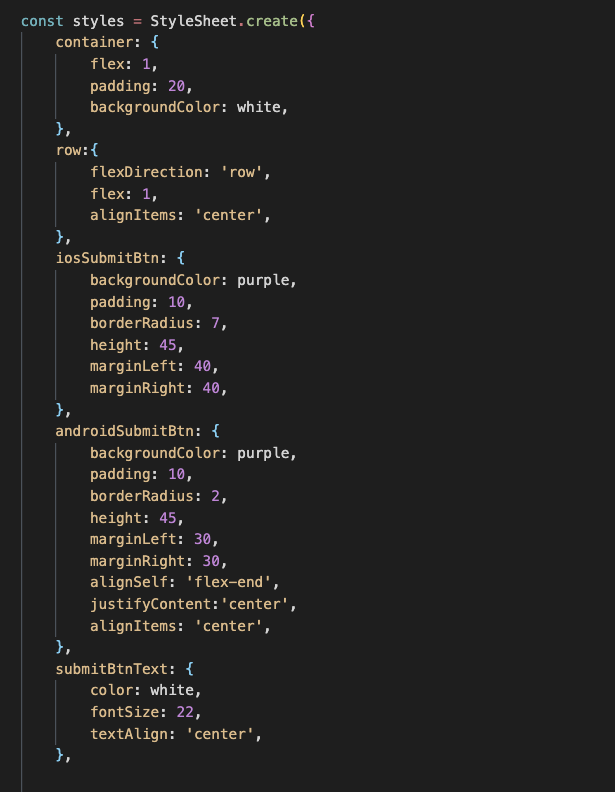 const styles = StyleSheet.create({
    container: {
        flex: 1,
        padding: 20,
        backgroundColor: white,
    },
    row:{
        flexDirection: 'row',
        flex: 1,
        alignItems: 'center',
    },
    iosSubmitBtn: {
        backgroundColor: purple,
        padding: 10,
        borderRadius: 7,
        height: 45,
        marginLeft: 40,
        marginRight: 40,
    },
    androidSubmitBtn: {
        backgroundColor: purple,
        padding: 10,
        borderRadius: 2,
        height: 45,
        marginLeft: 30,
        marginRight: 30,
        alignSelf: 'flex-end',
        justifyContent:'center',
        alignItems: 'center',
    },
    submitBtnText: {
        color: white,
        fontSize: 22,
        textAlign: 'center',
    },